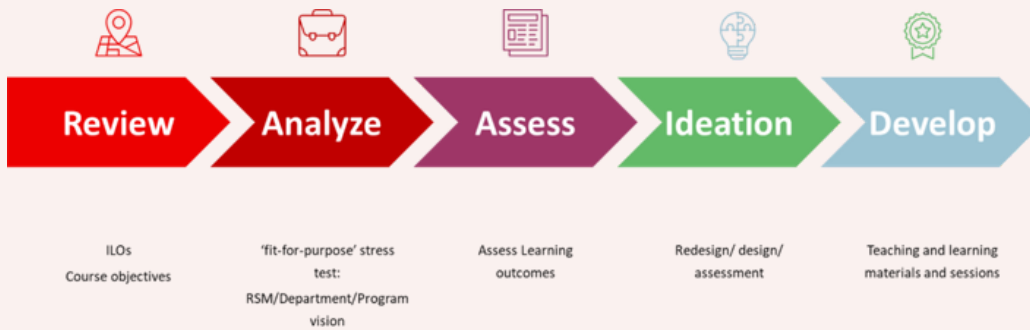 Review
Analyze
Assess
Ideation
Develop
ILOs
Course objectives
'fit-for-purpose' stress
test:
RSM/Department/Program
vision
Assess Learning
outcomes
Redesign/ design/
assessment
Teaching and learning
materials and sessions